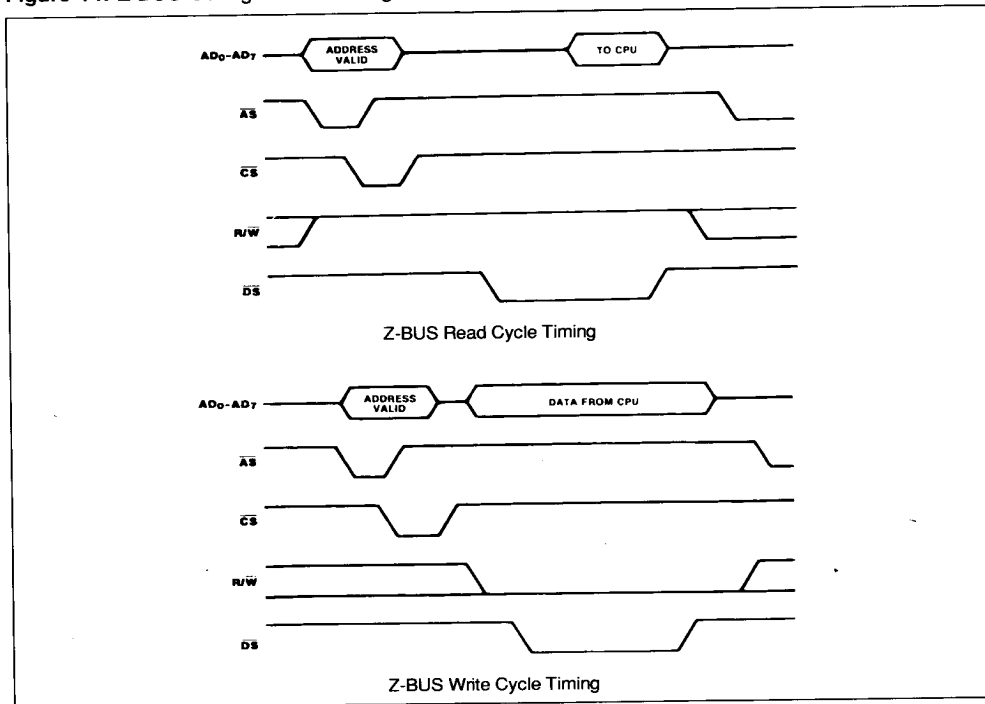 AD0-AD7
ADDRESS
VALID
TO CPU
AS
CS
R/W
DS
Z-BUS Read Cycle Timing
AD0-AD7
ADDRESS
VALID
DATA FROM CPU
AS
CS
R/W
DS
Z-BUS Write Cycle Timing